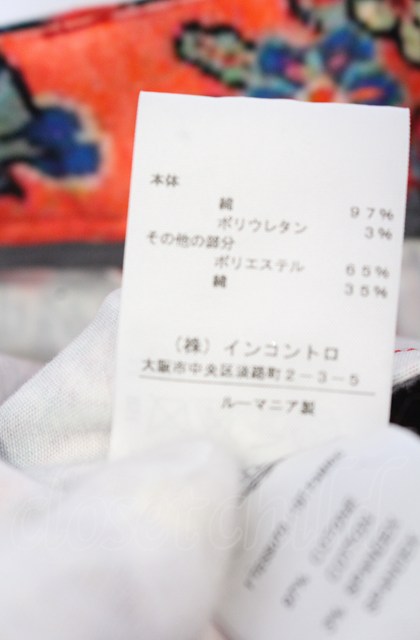 本体
綿 97%
ポリウレタン 3%
その他の部分
ポリエステル 65%
綿 35%
(株) インコントロ
大阪市中央区淡路町2-3-5
ルーマニア製
COTONE
COTTON